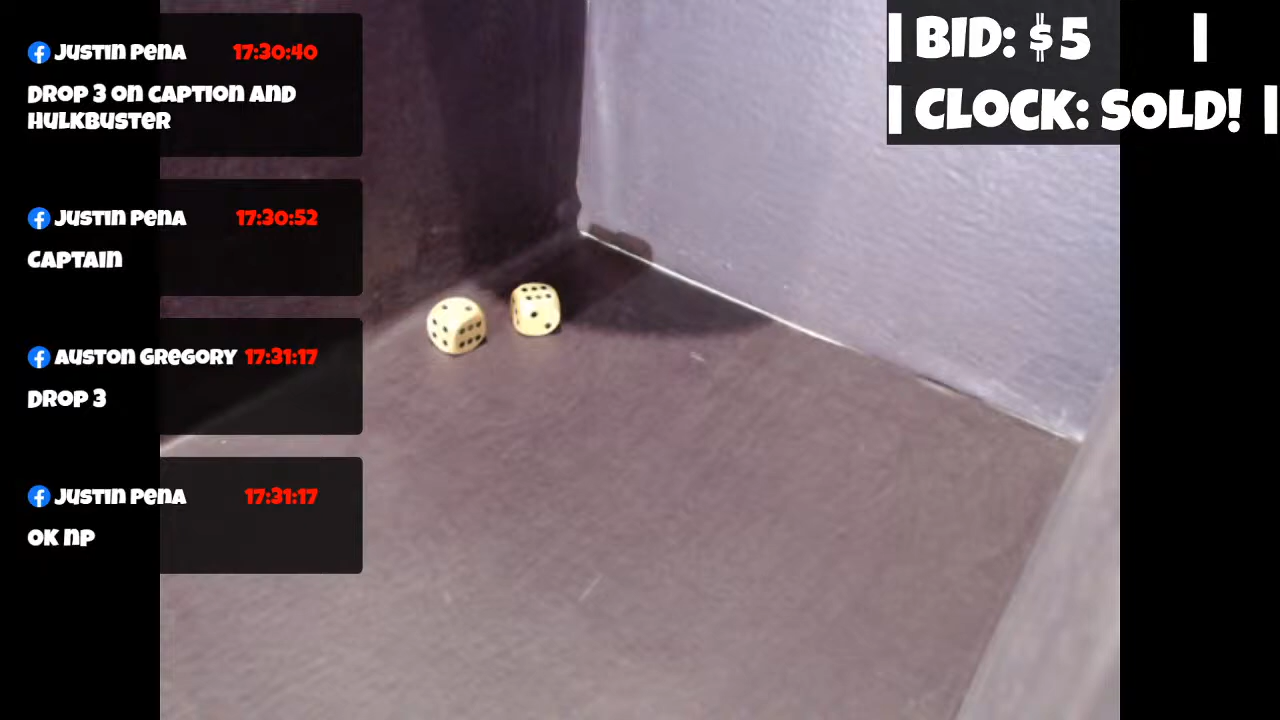 Justin Pena 17:30:40
Drop 3 on caption and
hulkbuster
Justin Pena 17:30:52
Captain
Auston Gregory 17:31:17
Drop 3
Justin Pena 17:31:17
Ok np
| BID: $5 |
| CLOCK: SOLD! |